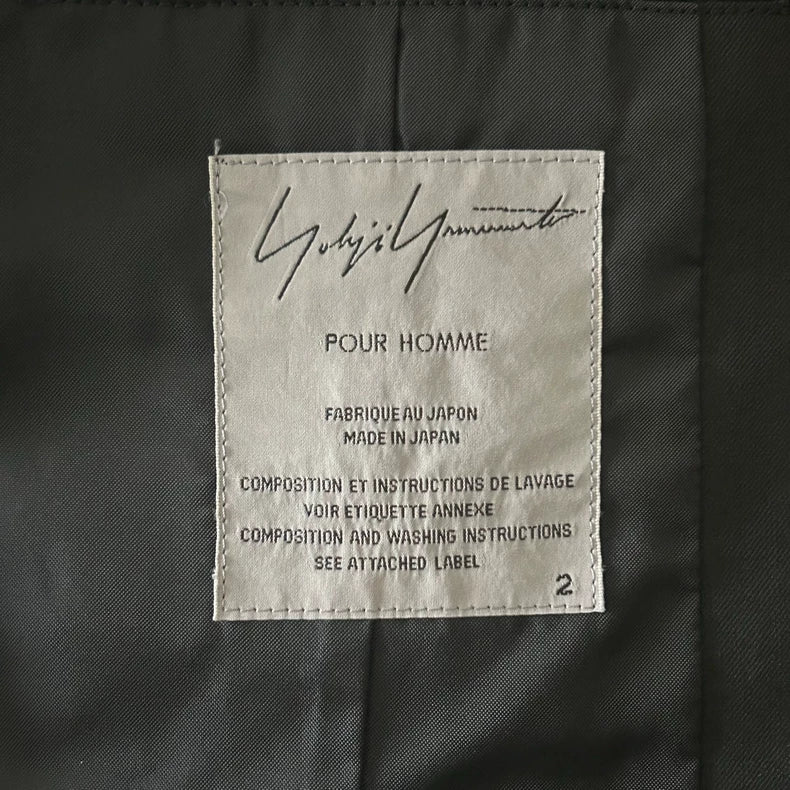 Yohji Yamamoto
POUR HOMME
FABRIQUE AU JAPON
MADE IN JAPAN
COMPOSITION ET INSTRUCTIONS DE LAVAGE
VOIR ETIQUETTE ANNEXE
COMPOSITION AND WASHING INSTRUCTIONS
SEE ATTACHED LABEL
2